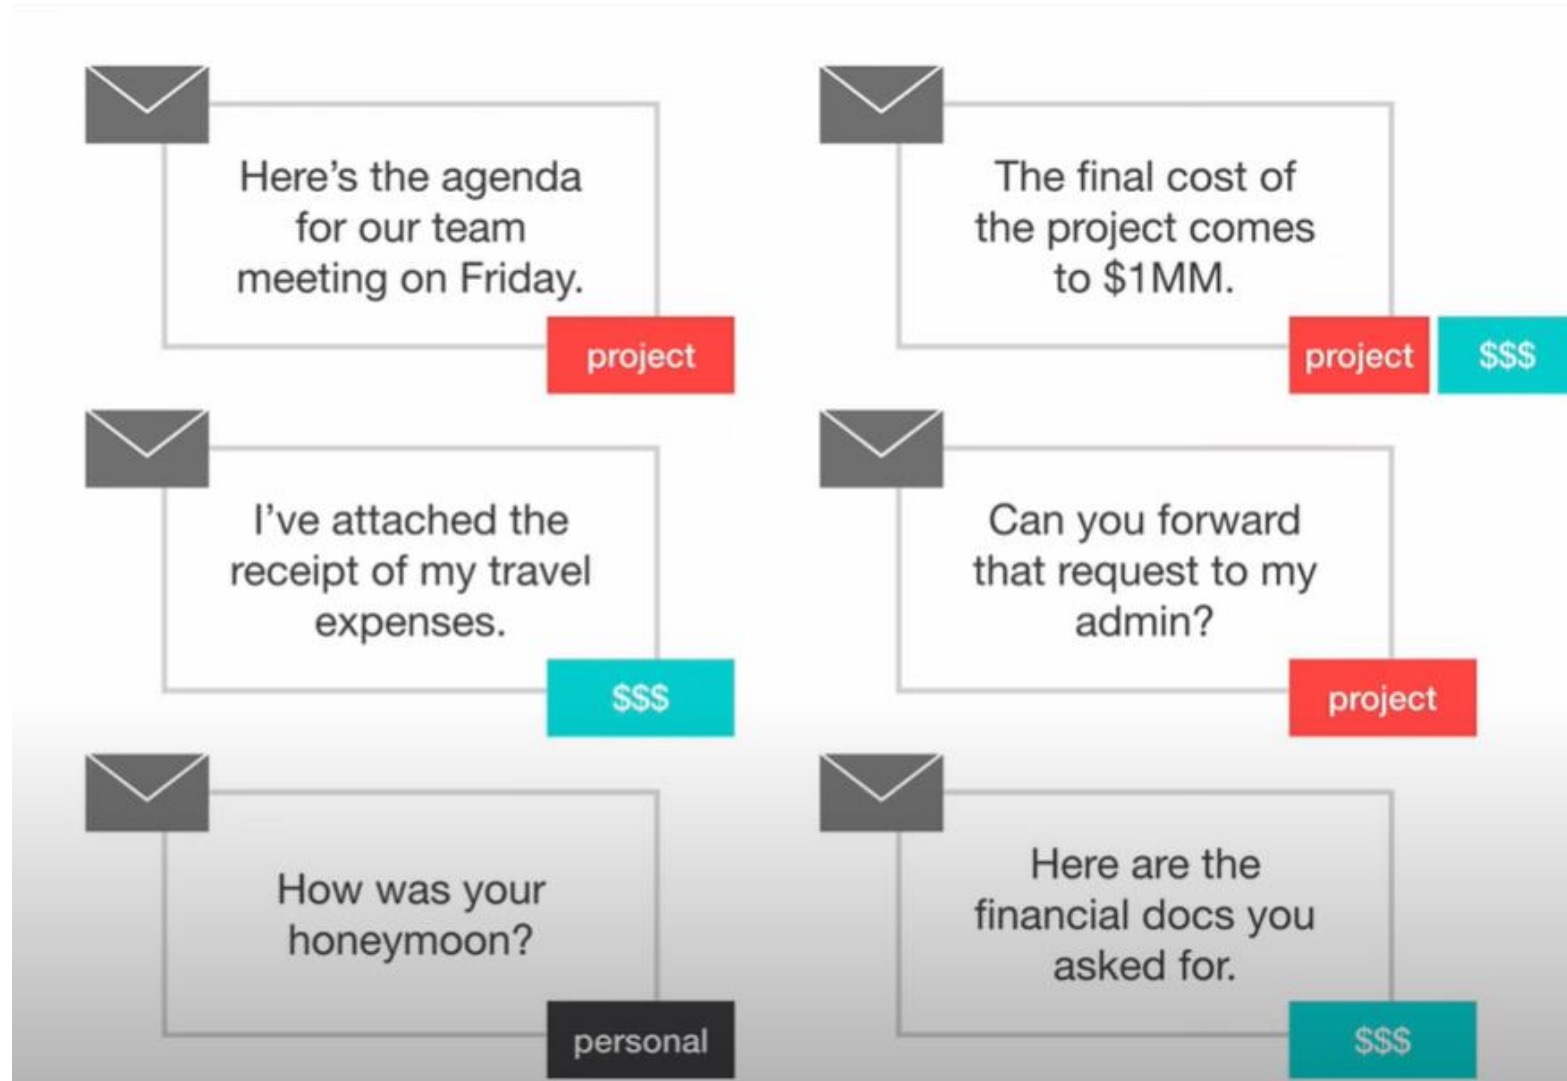 Here’s the agenda
for our team
meeting on Friday.
project
The final cost of
the project comes
to $1MM.
project $$$
I’ve attached the
receipt of my travel
expenses.
$$$
Can you forward
that request to my
admin?
project
How was your
honeymoon?
personal
Here are the
financial docs you
asked for.
$$$